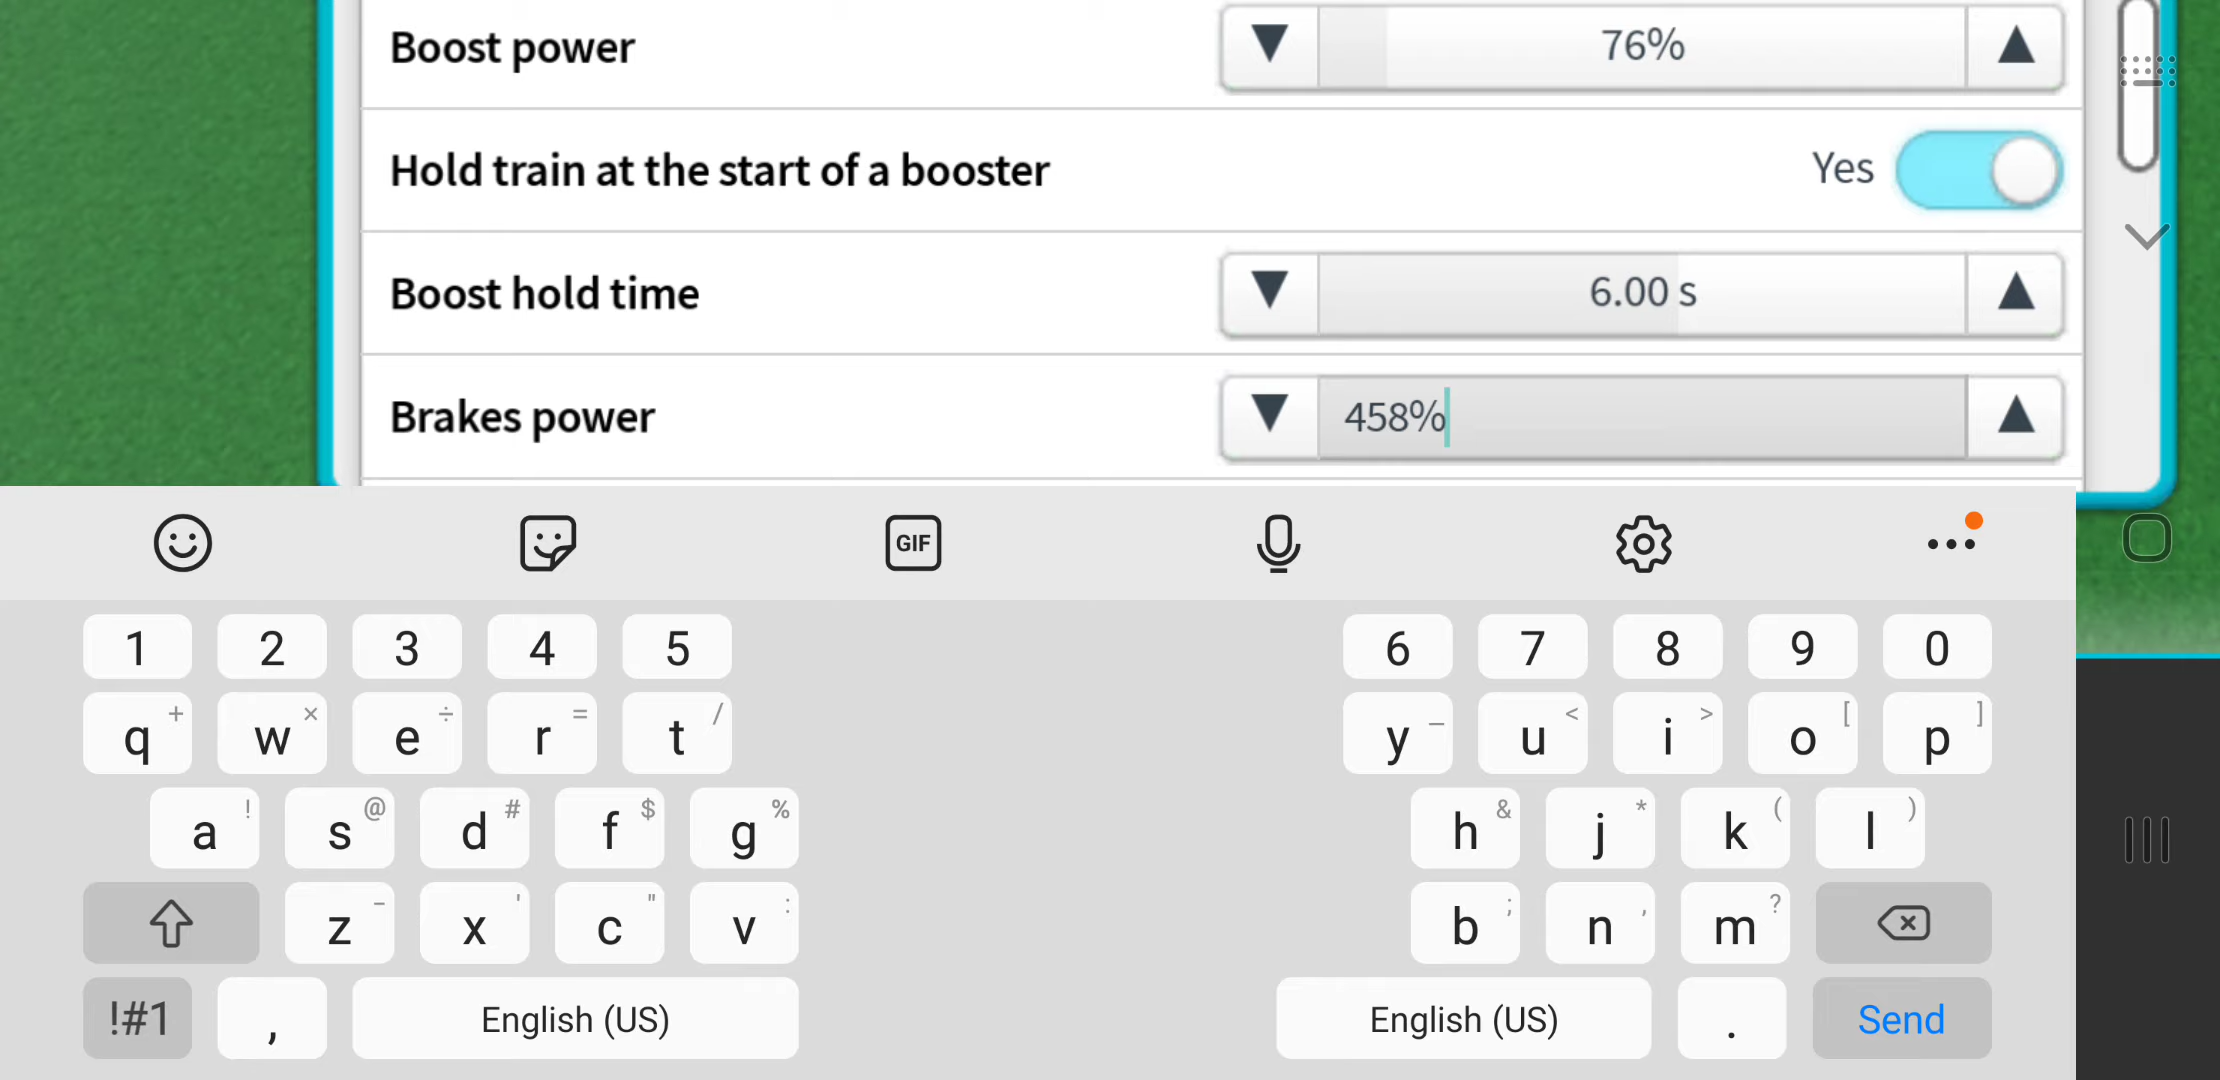 Boost power 76%
Hold train at the start of a booster Yes
Boost hold time 6.00 s
Brakes power 458%
GIF
1 2 3 4 5 6 7 8 9 0
q + w × e ÷ r = t / y _ u < i > o [ p ]
a ! s @ d # f $ g % h & j * k ( l )
z - x ' c " v : b ; n , m ?
!#1 , English (US) English (US) . Send